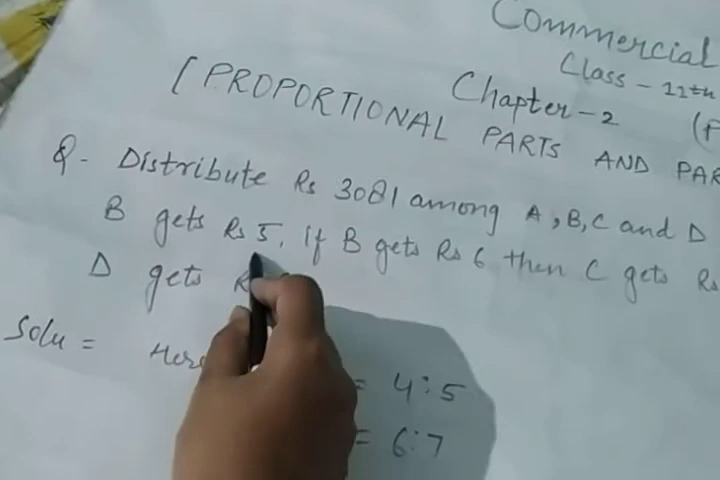 Commercial
Class - 11th
Chapter-2
[PROPORTIONAL PARTS AND
Q- Distribute Rs 3081 among A, B, C and D
B gets Rs 5. If B gets Rs 6 then C gets Rs
D gets
Solu =
= 4:5
= 6:7